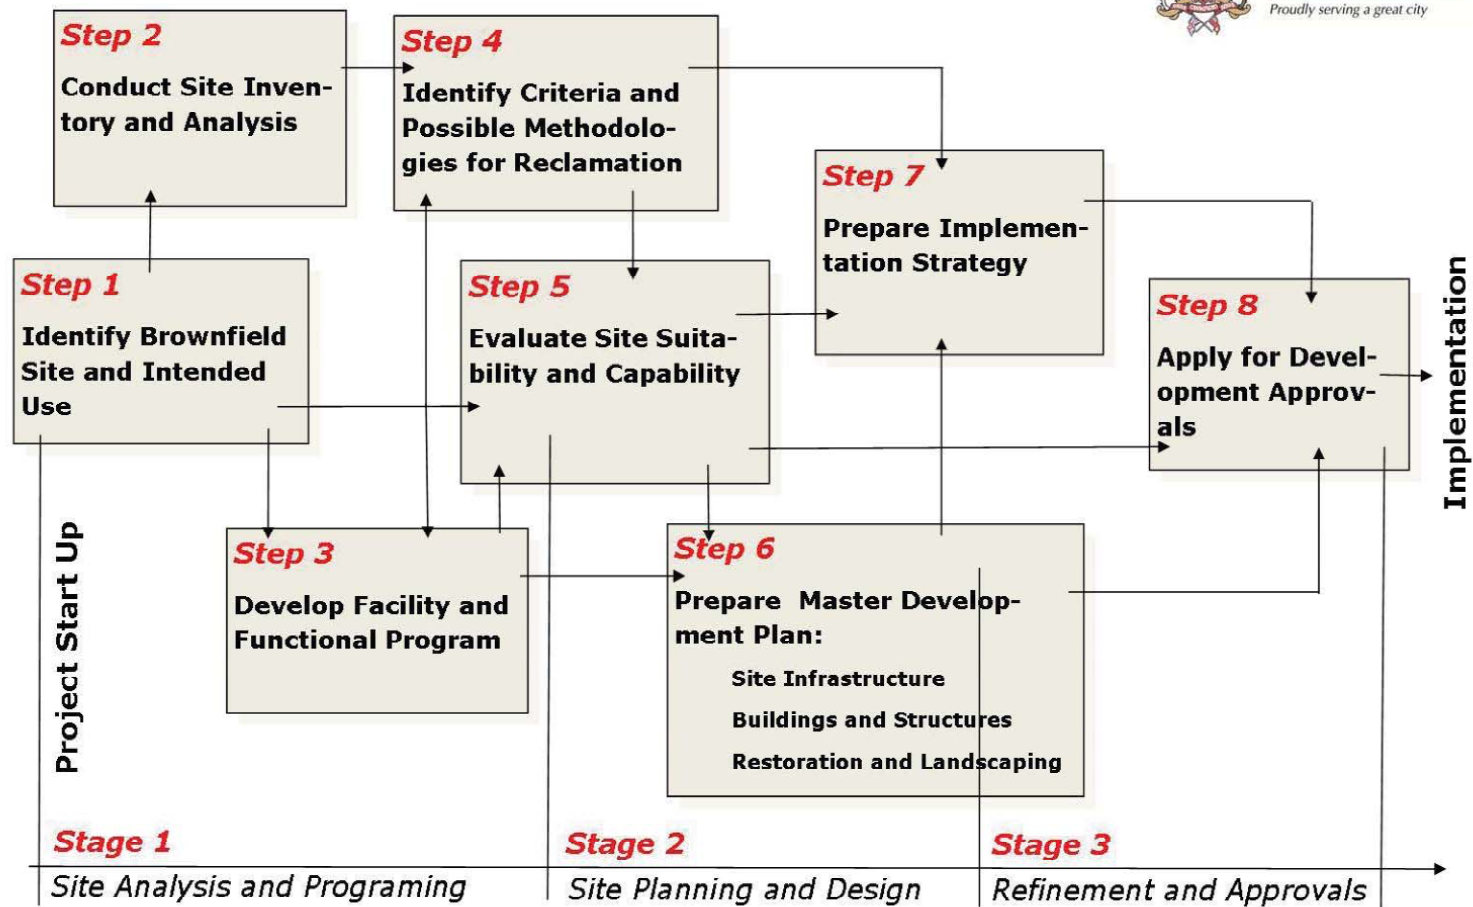 Proudly serving a great city
Step 2
Conduct Site Inven-
tory and Analysis
Step 4
Identify Criteria and
Possible Methodolo-
gies for Reclamation
Step 7
Prepare Implemen-
tation Strategy
Step 1
Identify Brownfield
Site and Intended
Use
Step 5
Evaluate Site Suita-
bility and Capability
Step 8
Apply for Devel-
opment Approv-
als
Implementation
Project Start Up
Step 3
Develop Facility and
Functional Program
Step 6
Prepare Master Develop-
ment Plan:
Site Infrastructure
Buildings and Structures
Restoration and Landscaping
Stage 1
Site Analysis and Programing
Stage 2
Site Planning and Design
Stage 3
Refinement and Approvals